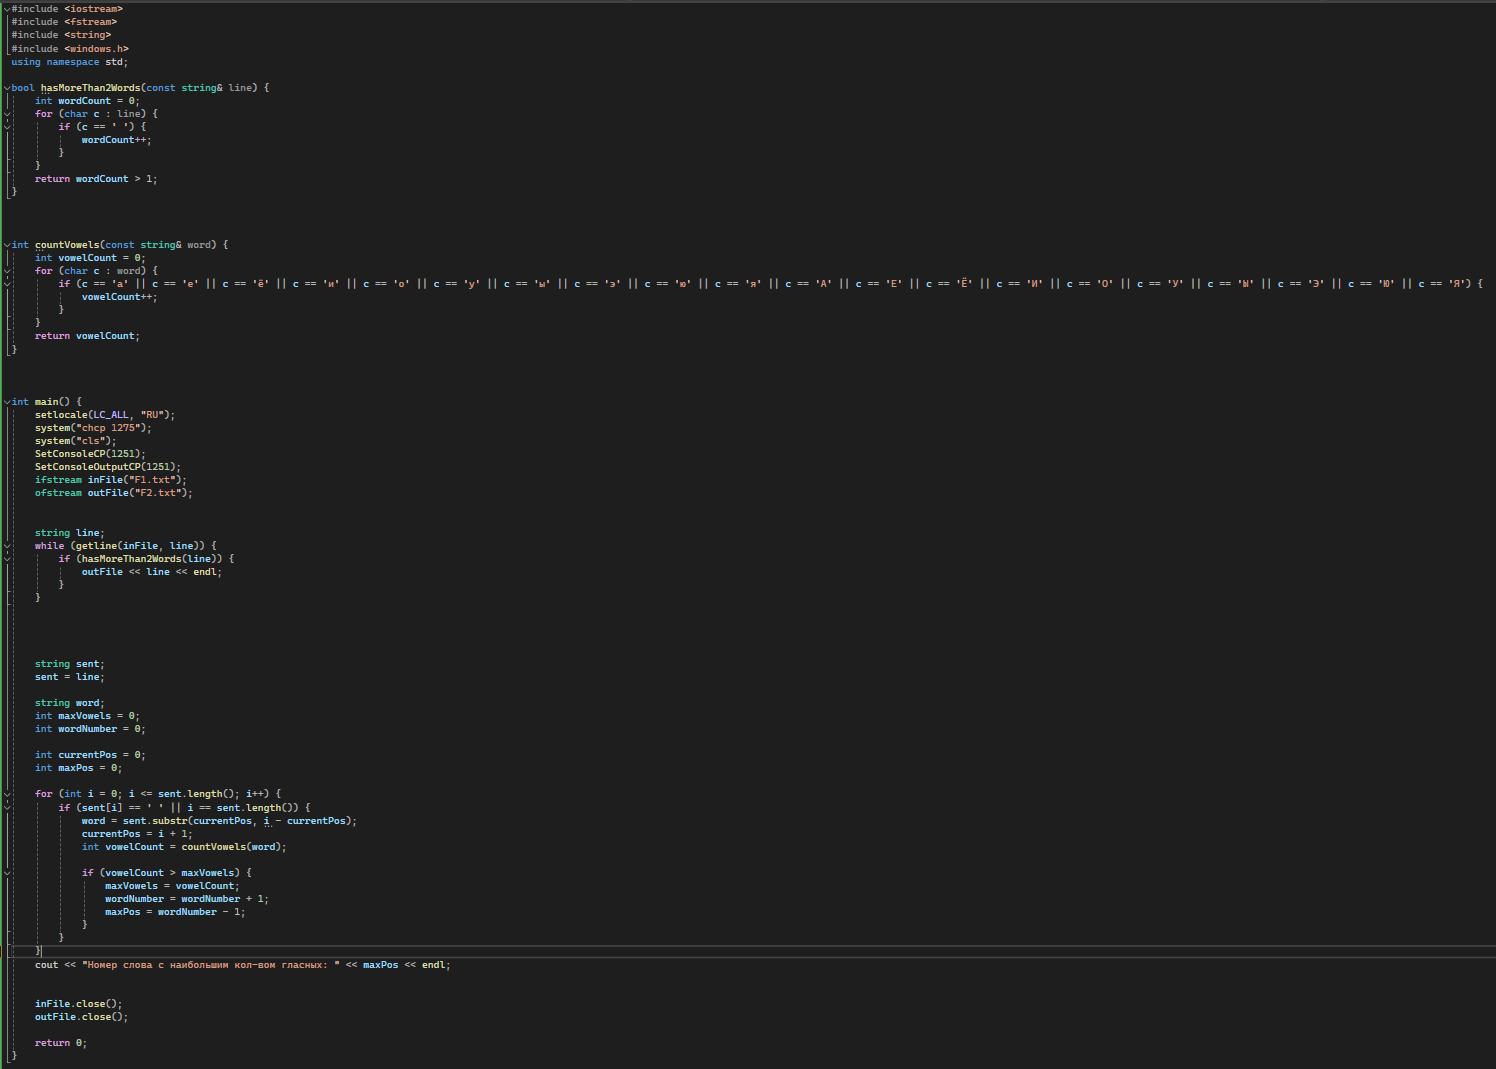 #include <iostream>
#include <fstream>
#include <string>
#include <windows.h>
using namespace std;
bool hasMoreThan2Words(const string& line) {
int wordCount = 0;
for (char c : line) {
if (c == ' ') {
wordCount++;
}
}
return wordCount > 1;
}
int countVowels(const string& word) {
int vowelCount = 0;
for (char c : word) {
if (c == 'а' || c == 'е' || c == 'ё' || c == 'и' || c == 'о' || c == 'у' || c == 'ы' || c == 'э' || c == 'ю' || c == 'я' || c == 'А' || c == 'Е' || c == 'Ё' || c == 'И' || c == 'О' || c == 'У' || c == 'Ы' || c == 'Э' || c == 'Ю' || c == 'Я') {
vowelCount++;
}
}
return vowelCount;
}
int main() {
setlocale(LC_ALL, "RU");
system("chcp 1275");
system("cls");
SetConsoleCP(1251);
SetConsoleOutputCP(1251);
ifstream inFile("F1.txt");
ofstream outFile("F2.txt");
string line;
while (getline(inFile, line)) {
if (hasMoreThan2Words(line)) {
outFile << line << endl;
}
}
string sent;
sent = line;
string word;
int maxVowels = 0;
int wordNumber = 0;
int currentPos = 0;
int maxPos = 0;
for (int i = 0; i <= sent.length(); i++) {
if (sent[i] == ' ' || i == sent.length()) {
word = sent.substr(currentPos, i - currentPos);
currentPos = i + 1;
int vowelCount = countVowels(word);
if (vowelCount > maxVowels) {
maxVowels = vowelCount;
wordNumber = wordNumber + 1;
maxPos = wordNumber - 1;
}
}
}
cout << "Номер слова с наибольшим кол-вом гласных: " << maxPos << endl;
inFile.close();
outFile.close();
return 0;
}